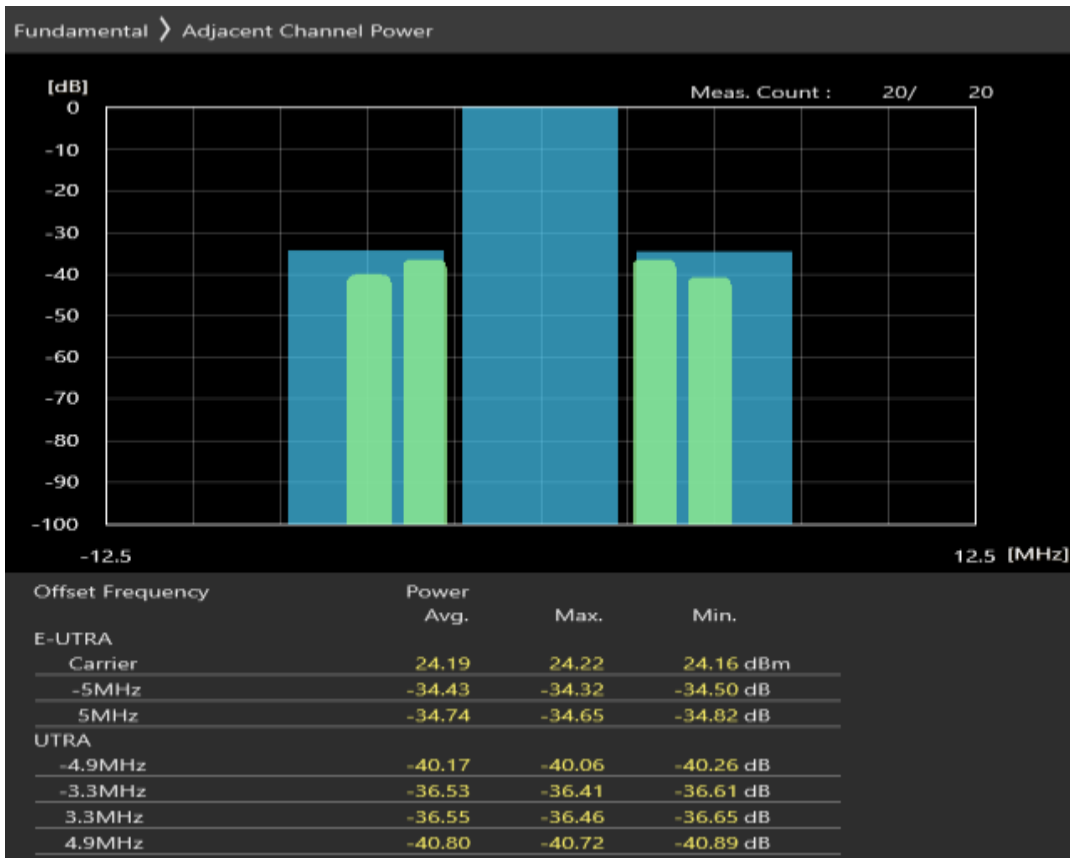 Fundamental ❯ Adjacent Channel Power
[dB]
Meas. Count : 20/ 20
0
-10
-20
-30
-40
-50
-60
-70
-80
-90
-100
-12.5 12.5 [MHz]
Offset Frequency Power
Avg. Max. Min.
E-UTRA
Carrier 24.19 24.22 24.16 dBm
-5MHz -34.43 -34.32 -34.50 dB
5MHz -34.74 -34.65 -34.82 dB
UTRA
-4.9MHz -40.17 -40.06 -40.26 dB
-3.3MHz -36.53 -36.41 -36.61 dB
3.3MHz -36.55 -36.46 -36.65 dB
4.9MHz -40.80 -40.72 -40.89 dB